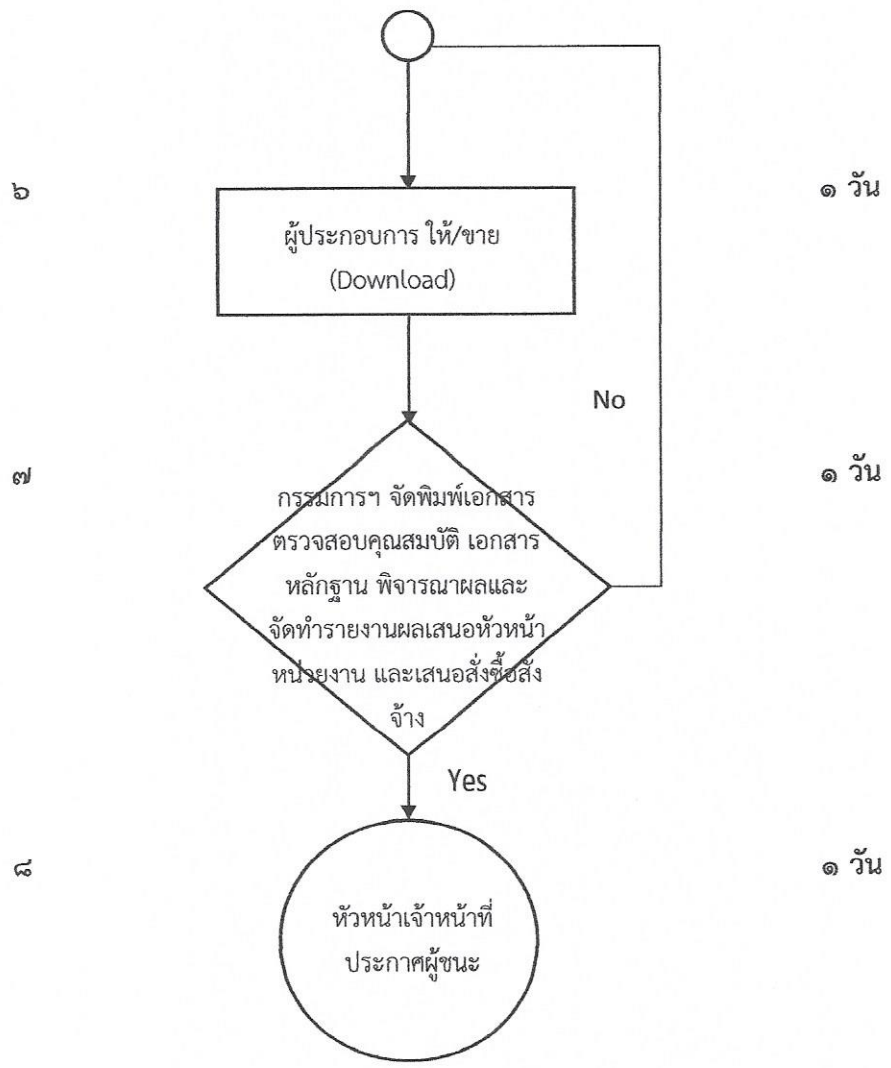 ๖
๑ วัน
ผู้ประกอบการ ให้/ขาย
(Download)
No
๗
๑ วัน
กรรมการฯ จัดพิมพ์เอกสาร
ตรวจสอบคุณสมบัติ เอกสาร
หลักฐาน พิจารณาผลและ
จัดทำรายงานผลเสนอหัวหน้า
หน่วยงาน และเสนอสั่งซื้อสั่ง
จ้าง
Yes
๘
๑ วัน
หัวหน้าเจ้าหน้าที่
ประกาศผู้ชนะ